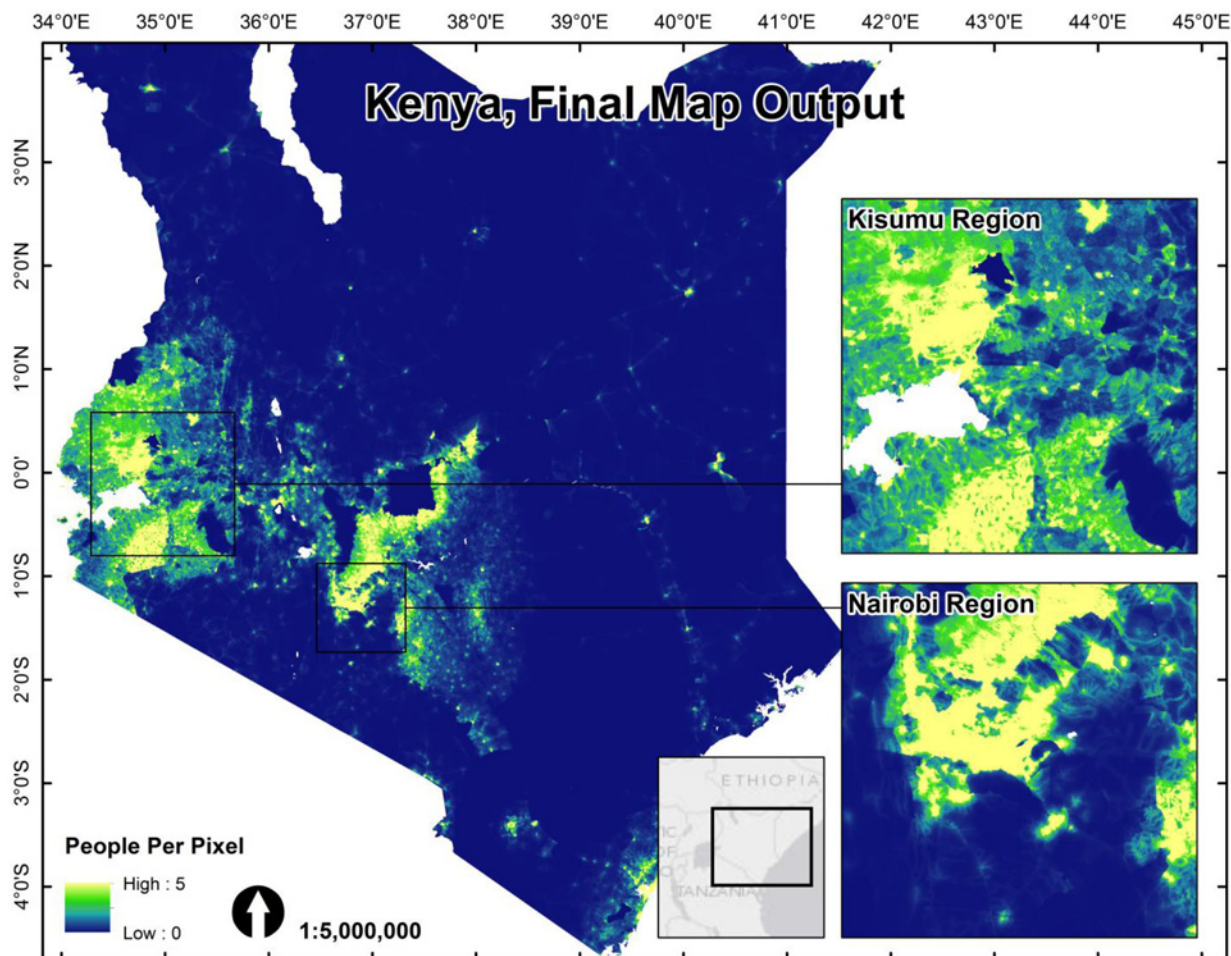 34°0'E 35°0'E 36°0'E 37°0'E 38°0'E 39°0'E 40°0'E 41°0'E 42°0'E 43°0'E 44°0'E 45°0'E
Kenya, Final Map Output
3°0'N
2°0'N
1°0'N
0°0'
1°0'S
2°0'S
3°0'S
4°0'S
Kisumu Region
Nairobi Region
People Per Pixel
High : 5
Low : 0
1:5,000,000
ETHIOPIA
TANZANIA